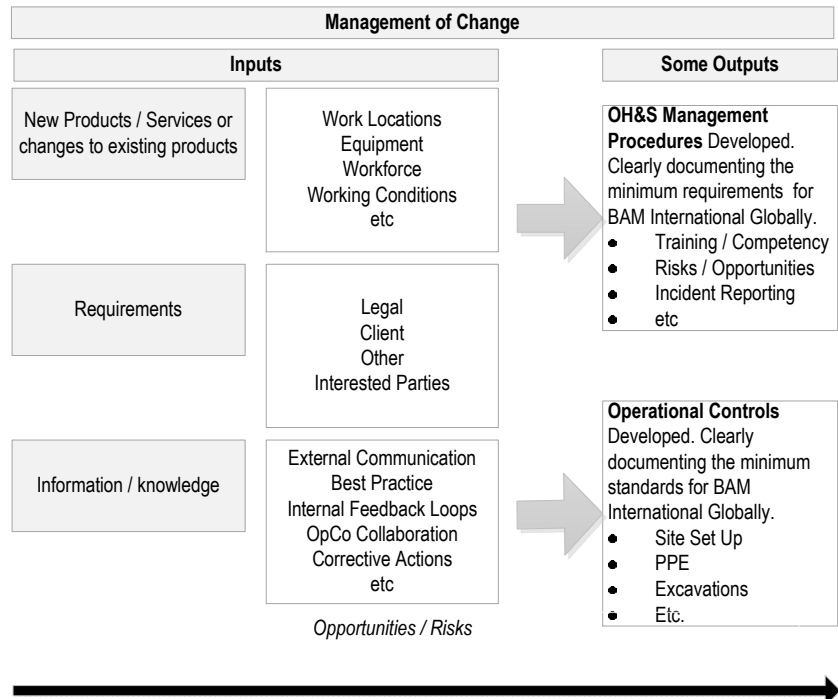 Management of Change
Inputs
Some Outputs
New Products / Services or
changes to existing products
Work Locations
Equipment
Workforce
Working Conditions
etc
OH&S Management
Procedures Developed.
Clearly documenting the
minimum requirements for
BAM International Globally.
● Training / Competency
● Risks / Opportunities
● Incident Reporting
● etc
Requirements
Legal
Client
Other
Interested Parties
Information / knowledge
External Communication
Best Practice
Internal Feedback Loops
OpCo Collaboration
Corrective Actions
etc
Opportunities / Risks
Operational Controls
Developed. Clearly
documenting the minimum
standards for BAM
International Globally.
● Site Set Up
● PPE
● Excavations
● Etc.